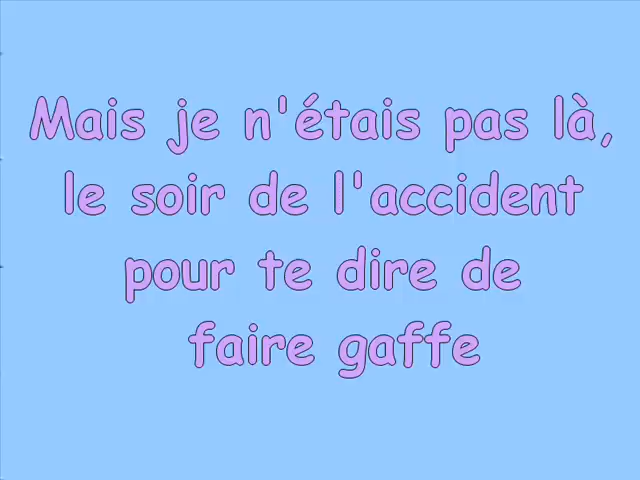 Mais je n'étais pas là,
le soir de l'accident
pour te dire de
faire gaffe